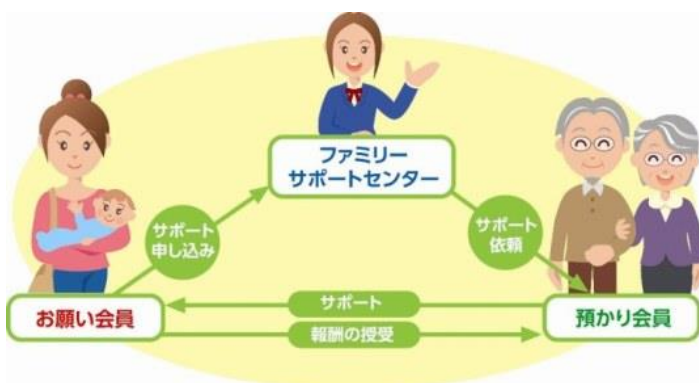 ファミリー
サポートセンター
サポート
申し込み
サポート
依頼
お願い会員
サポート
報酬の授受
預かり会員